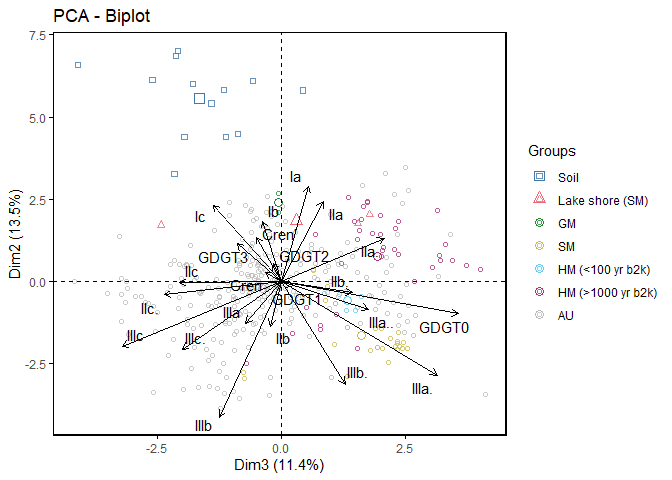 PCA - Biplot
7.5
5.0
2.5
0.0
-2.5
Dim2 (13.5%)
-2.5
0.0
2.5
Dim3 (11.4%)
Ia
Ib
Ic
IIa
Cren
GDGT3
GDGT2
IIa.
IIc
IIb.
Cren.
GDGT1
IIc.
IIIa
IIIa..
GDGT0
IIIc
IIIc.
IIb
IIIb.
IIIa.
IIIb
Groups
Soil
Lake shore (SM)
GM
SM
HM (<100 yr b2k)
HM (>1000 yr b2k)
AU